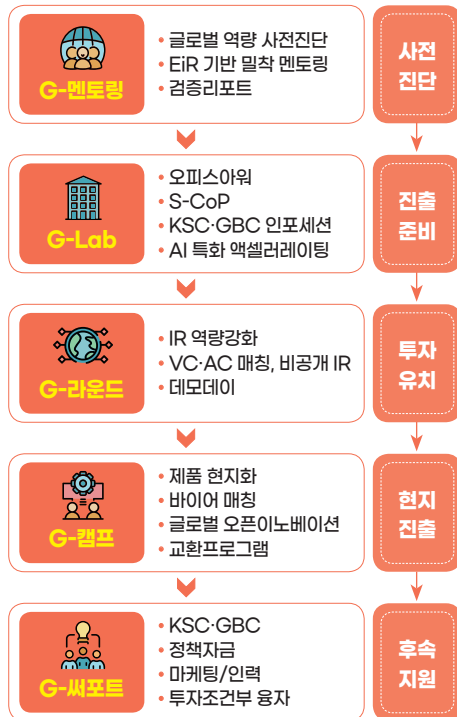 G-멘토링
• 글로벌 역량 사전진단
• EiR 기반 밀착 멘토링
• 검증리포트
사전
진단
G-Lab
• 오피스아워
• S-CoP
• KSC·GBC 인포세션
• AI 특화 액셀러레이팅
진출
준비
G-라운드
• IR 역량강화
• VC·AC 매칭, 비공개 IR
• 데모데이
투자
유치
G-캠프
• 제품 현지화
• 바이어 매칭
• 글로벌 오픈이노베이션
• 교환프로그램
현지
진출
G-써포트
• KSC·GBC
• 정책자금
• 마케팅/인력
• 투자조건부 융자
후속
지원